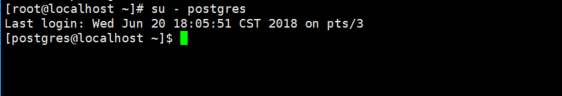 [root@localhost ~]# su - postgres
Last login: Wed Jun 20 18:05:51 CST 2018 on pts/3
[postgres@localhost ~]$